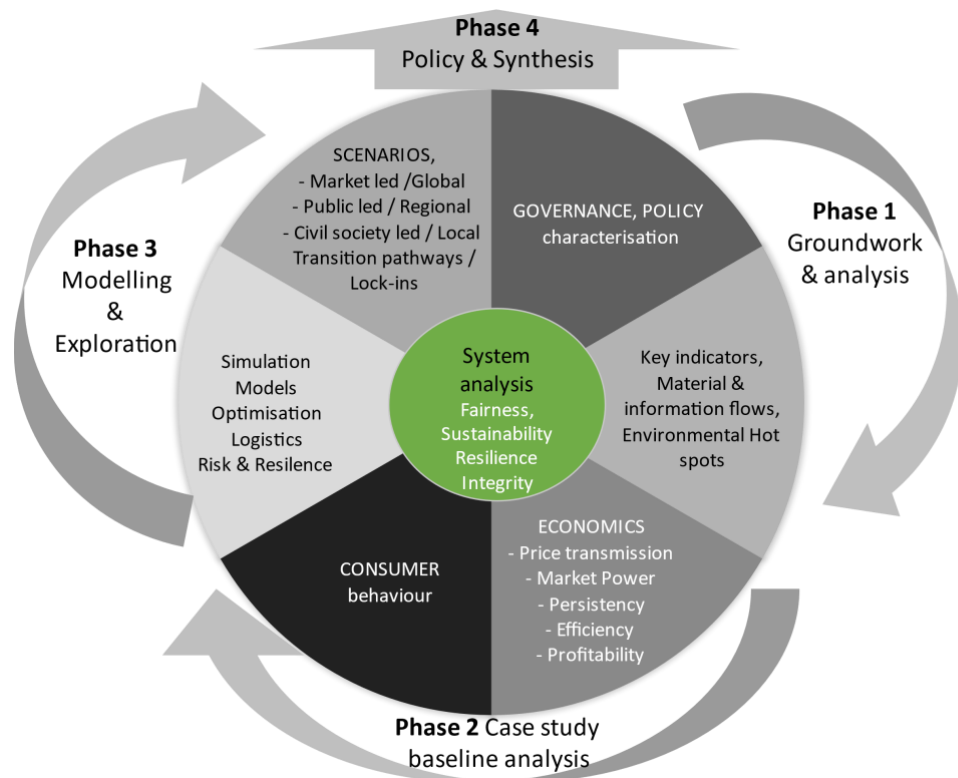 Phase 4
Policy & Synthesis
SCENARIOS,
- Market led /Global
- Public led / Regional
- Civil society led / Local
Transition pathways /
Lock-ins
GOVERNANCE, POLICY
characterisation
Phase 1
Groundwork
& analysis
Phase 3
Modelling
&
Exploration
Simulation
Models
Optimisation
Logistics
Risk & Resilence
System
analysis
Fairness,
Sustainability
Resilience
Integrity
Key indicators,
Material &
information flows,
Environmental Hot
spots
ECONOMICS
- Price transmission
- Market Power
- Persistency
- Efficiency
- Profitability
CONSUMER
behaviour
Phase 2 Case study
baseline analysis